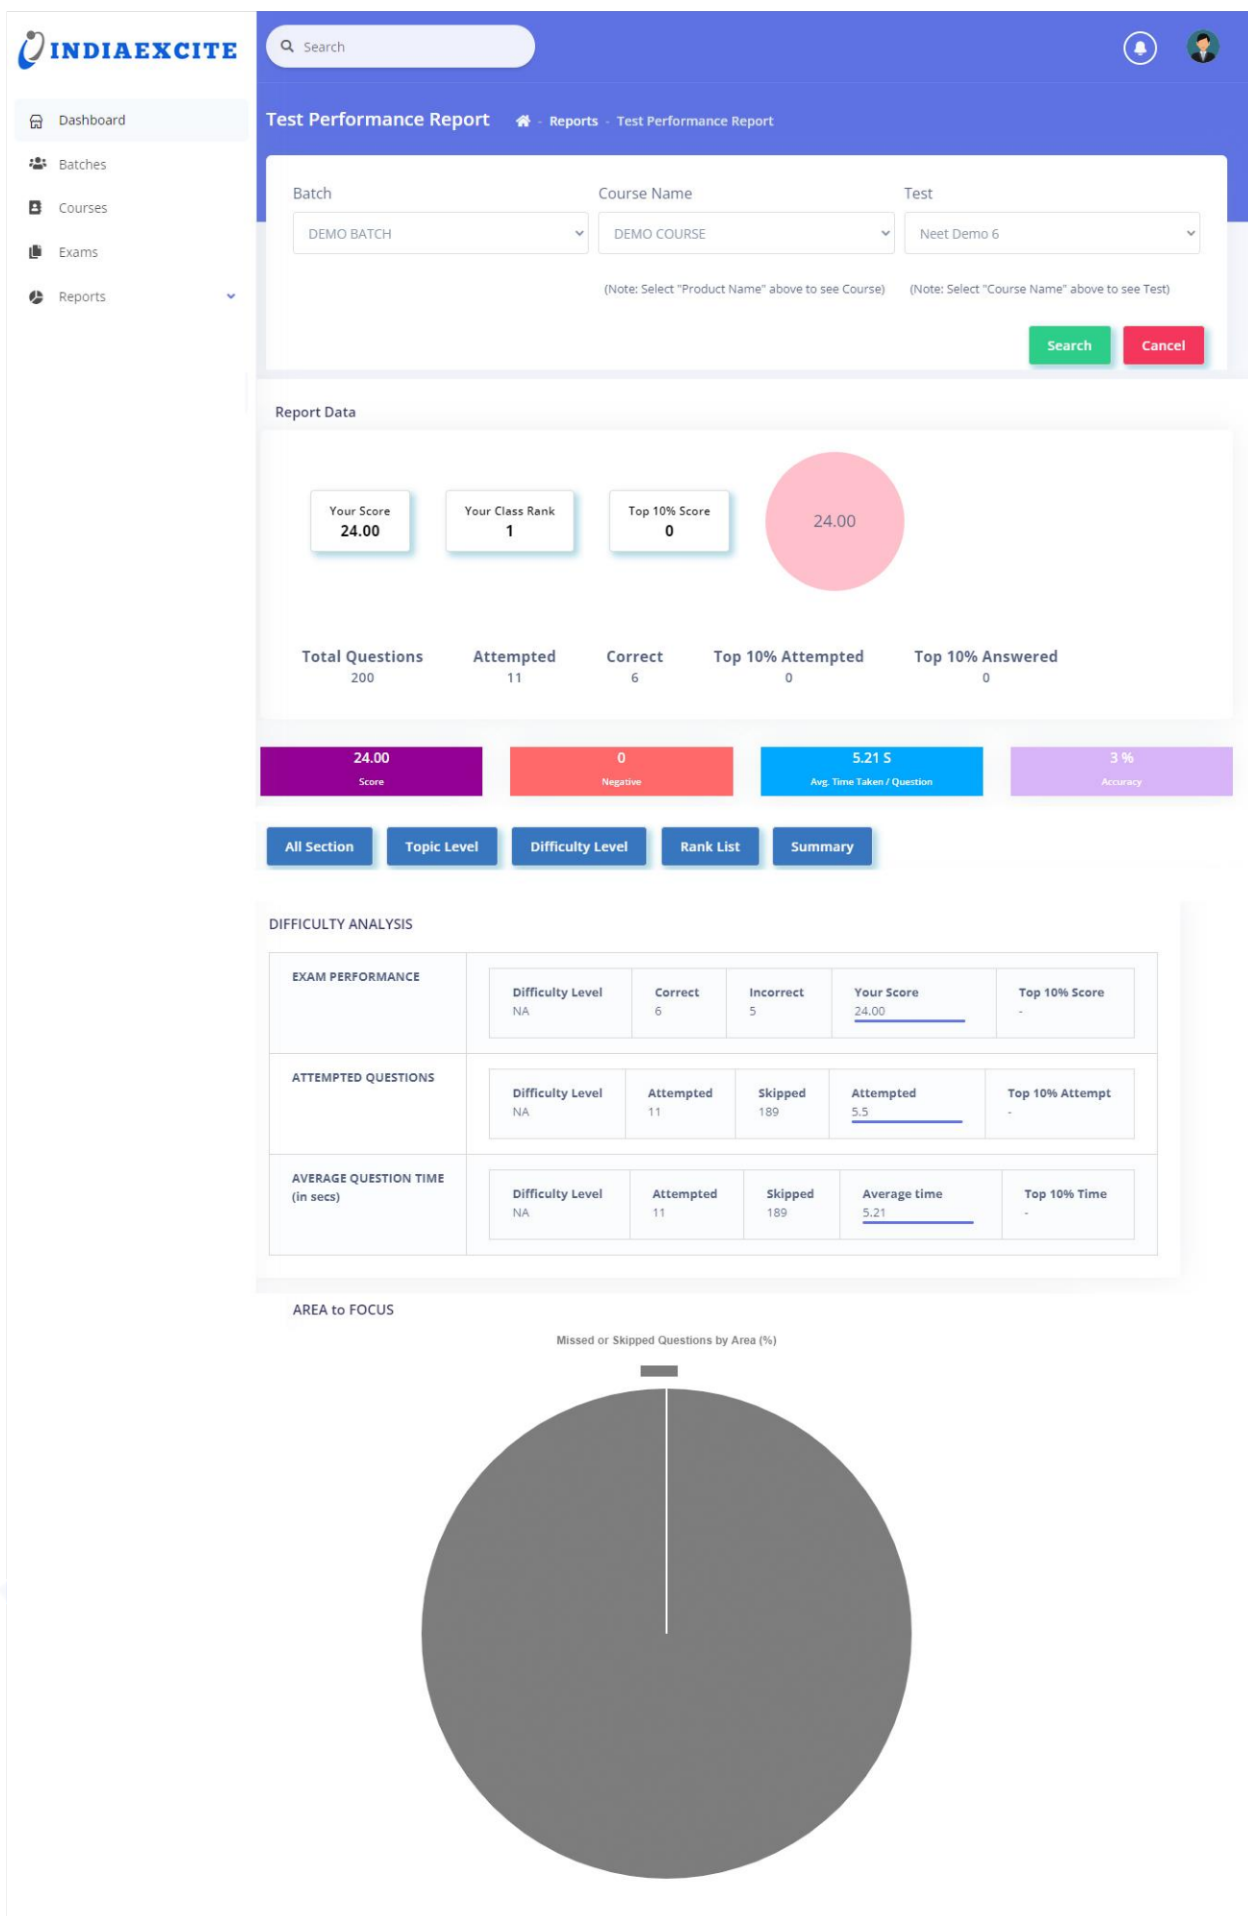 INDIAEXCITE
Search
Dashboard
Batches
Courses
Exams
Reports
Test Performance Report - Reports - Test Performance Report
Batch Course Name Test
DEMO BATCH DEMO COURSE Neet Demo 6
(Note: Select "Product Name" above to see Course) (Note: Select "Course Name" above to see Test)
Search Cancel
Report Data
Your Score Your Class Rank Top 10% Score
24.00 1 0
24.00
Total Questions Attempted Correct Top 10% Attempted Top 10% Answered
200 11 6 0 0
24.00 0 5.21 S 3 %
Score Negative Avg. Time Taken / Question Accuracy
All Section Topic Level Difficulty Level Rank List Summary
DIFFICULTY ANALYSIS
EXAM PERFORMANCE
Difficulty Level Correct Incorrect Your Score Top 10% Score
NA 6 5 24.00 -
ATTEMPTED QUESTIONS
Difficulty Level Attempted Skipped Attempted Top 10% Attempt
NA 11 189 5.5 -
AVERAGE QUESTION TIME
(in secs)
Difficulty Level Attempted Skipped Average time Top 10% Time
NA 11 189 5.21 -
AREA to FOCUS
Missed or Skipped Questions by Area (%)